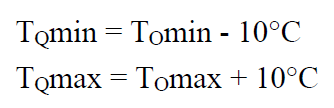 TQmin = TOmin - 10°C
TQmax = TOmax + 10°C